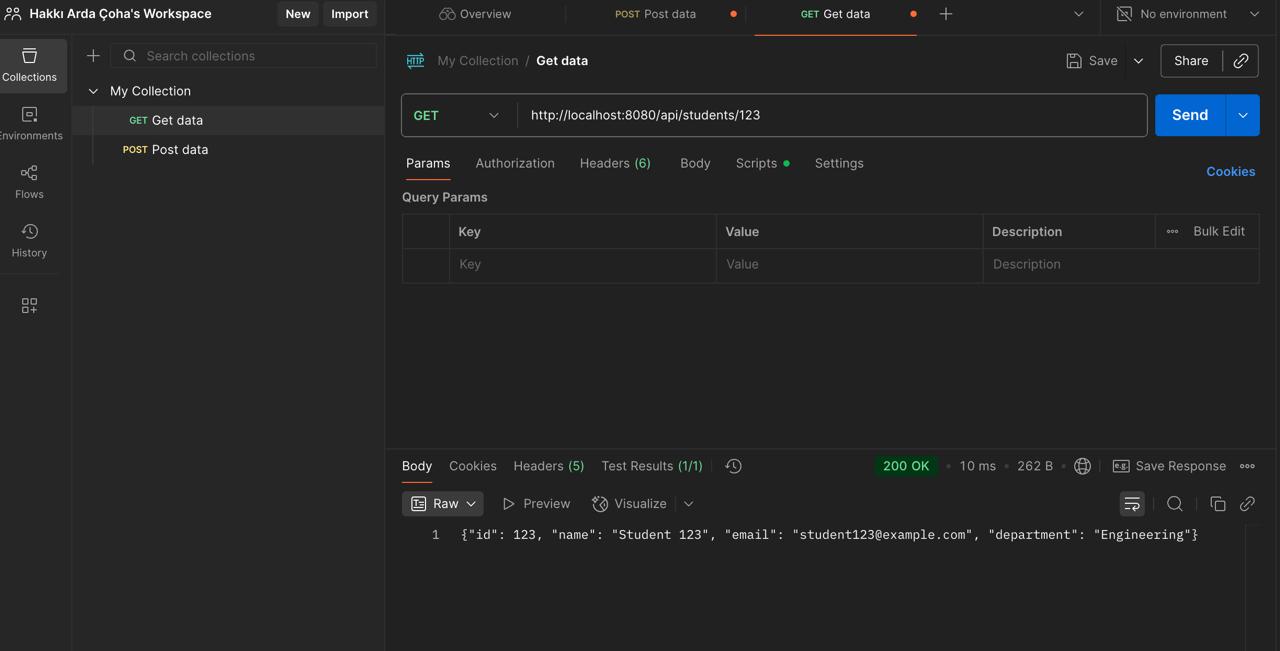 Hakkı Arda Çoha's Workspace New Import Overview POST Post data GET Get data No environment
Collections
Search collections
My Collection
GET Get data
POST Post data
Environments
Flows
History
HTTP My Collection / Get data Save Share
GET http://localhost:8080/api/students/123 Send
Params Authorization Headers (6) Body Scripts Settings Cookies
Query Params
Key Value Description Bulk Edit
Key Value Description
Body Cookies Headers (5) Test Results (1/1) 200 OK 10 ms 262 B e.g. Save Response
Raw Preview Visualize
1 {"id": 123, "name": "Student 123", "email": "student123@example.com", "department": "Engineering"}